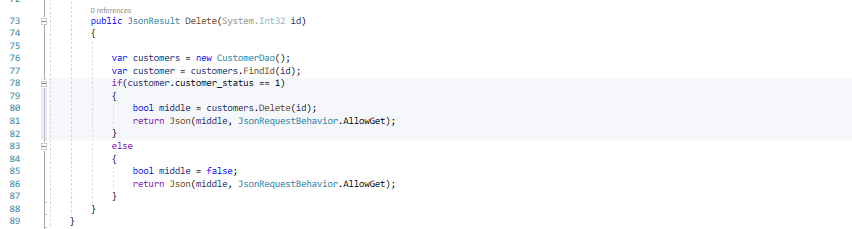 0 references
73 public JsonResult Delete(System.Int32 id)
74 {
75
76 var customers = new CustomerDao();
77 var customer = customers.FindId(id);
78 if(customer.customer_status == 1)
79 {
80 bool middle = customers.Delete(id);
81 return Json(middle, JsonRequestBehavior.AllowGet);
82 }
83 else
84 {
85 bool middle = false;
86 return Json(middle, JsonRequestBehavior.AllowGet);
87 }
88 }
89 }